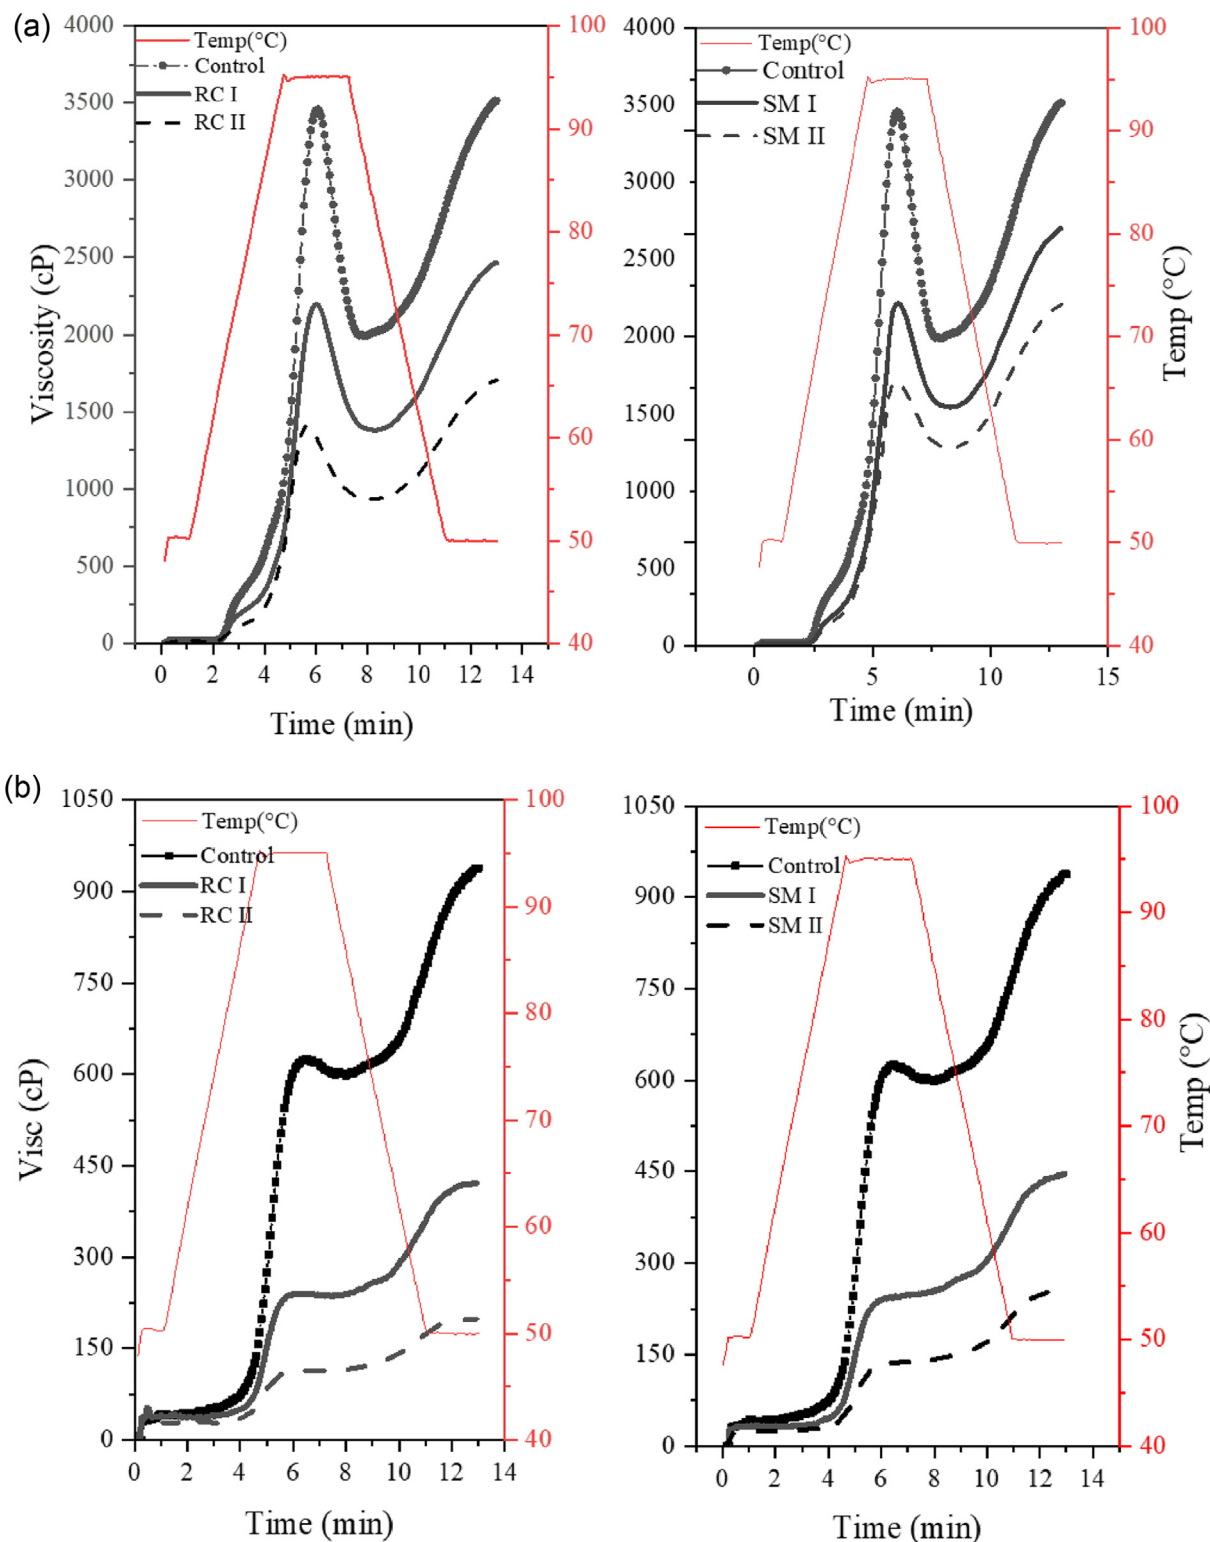 (a)
4000
3500
3000
2500
2000
1500
1000
500
0
Viscosity (cP)
Temp(°C)
Control
RC I
RC II
100
90
80
70
60
50
40
0 2 4 6 8 10 12 14
Time (min)
4000
3500
3000
2500
2000
1500
1000
500
0
Temp(°C)
Control
SM I
SM II
100
90
80
70
60
50
40
Temp (°C)
0 5 10 15
Time (min)
(b)
1050
900
750
600
450
300
150
0
Visc (cP)
Temp(°C)
Control
RC I
RC II
100
90
80
70
60
50
40
0 2 4 6 8 10 12 14
Time (min)
1050
900
750
600
450
300
150
0
Temp(°C)
Control
SM I
SM II
100
90
80
70
60
50
40
Temp (°C)
0 2 4 6 8 10 12 14
Time (min)